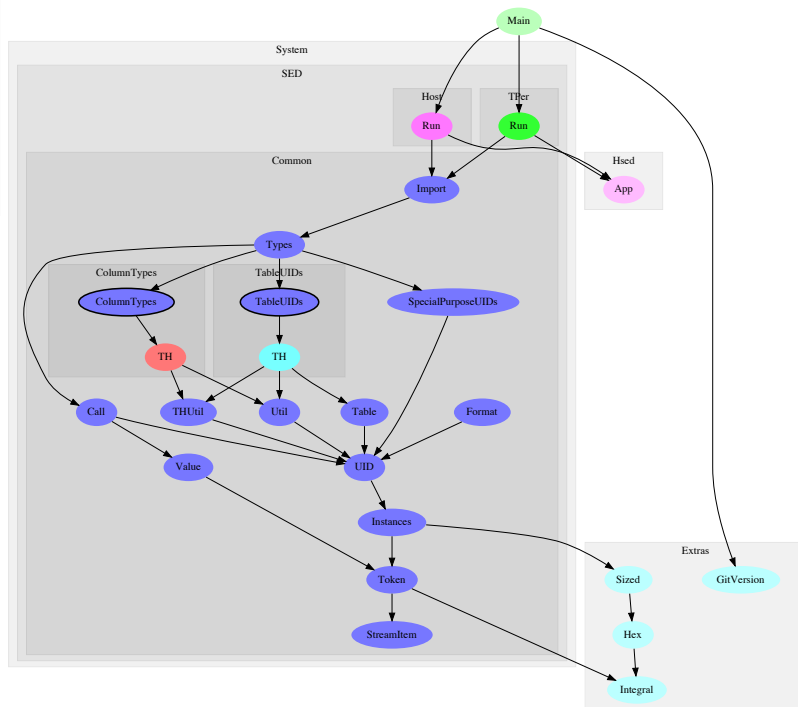 Main
System
SED
Host
TPer
Run
Run
Common
Hsed
Import
App
Types
ColumnTypes
TableUIDs
ColumnTypes
TableUIDs
SpecialPurposeUIDs
TH
TH
Call
THUtil
Util
Table
Format
Value
UID
Instances
Extras
Token
Sized
GitVersion
StreamItem
Hex
Integral